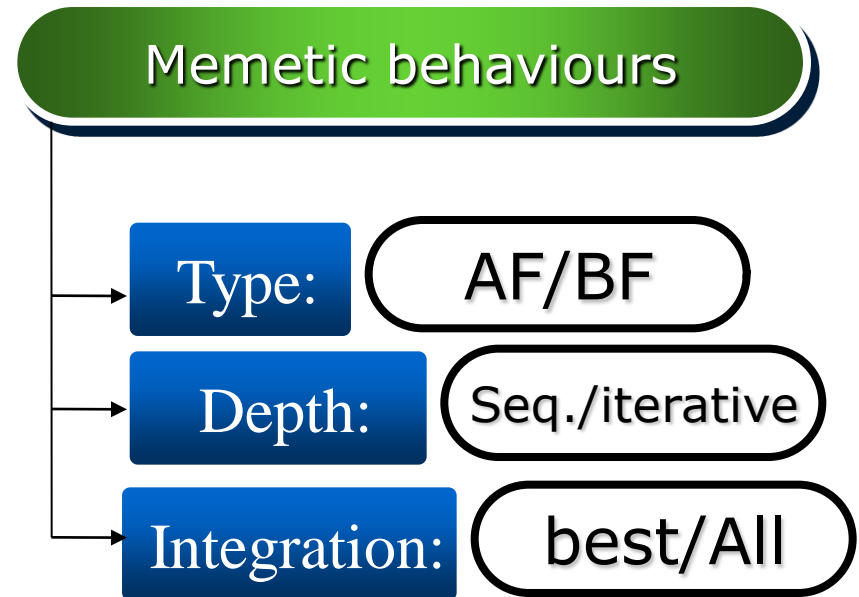 Memetic behaviours
Type: AF/BF
Depth: Seq./iterative
Integration: best/All